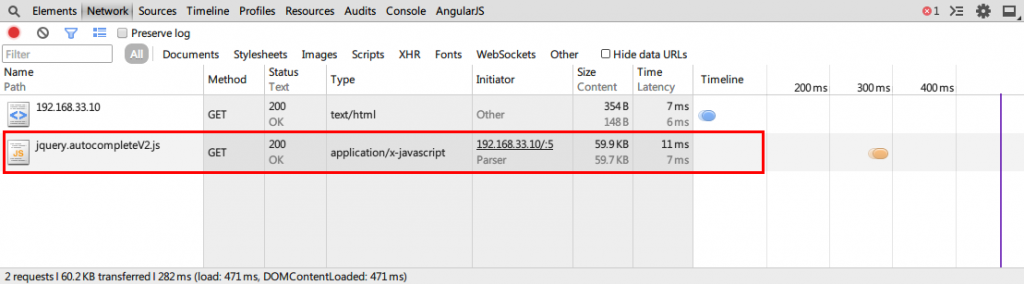 Elements Network Sources Timeline Profiles Resources Audits Console AngularJS 1
Preserve log
Filter All Documents Stylesheets Images Scripts XHR Fonts WebSockets Other Hide data URLs
Name Method Status Type Initiator Size Time Timeline
Path Text Content Latency 200 ms 300 ms 400 ms
192.168.33.10 GET 200 text/html Other 354 B 7 ms
OK 148 B 6 ms
jquery.autocompleteV2.js GET 200 application/x-javascript 192.168.33.10/:5 59.9 KB 11 ms
JS OK Parser 59.7 KB 7 ms
2 requests | 60.2 KB transferred | 282 ms (load: 471 ms, DOMContentLoaded: 471 ms)